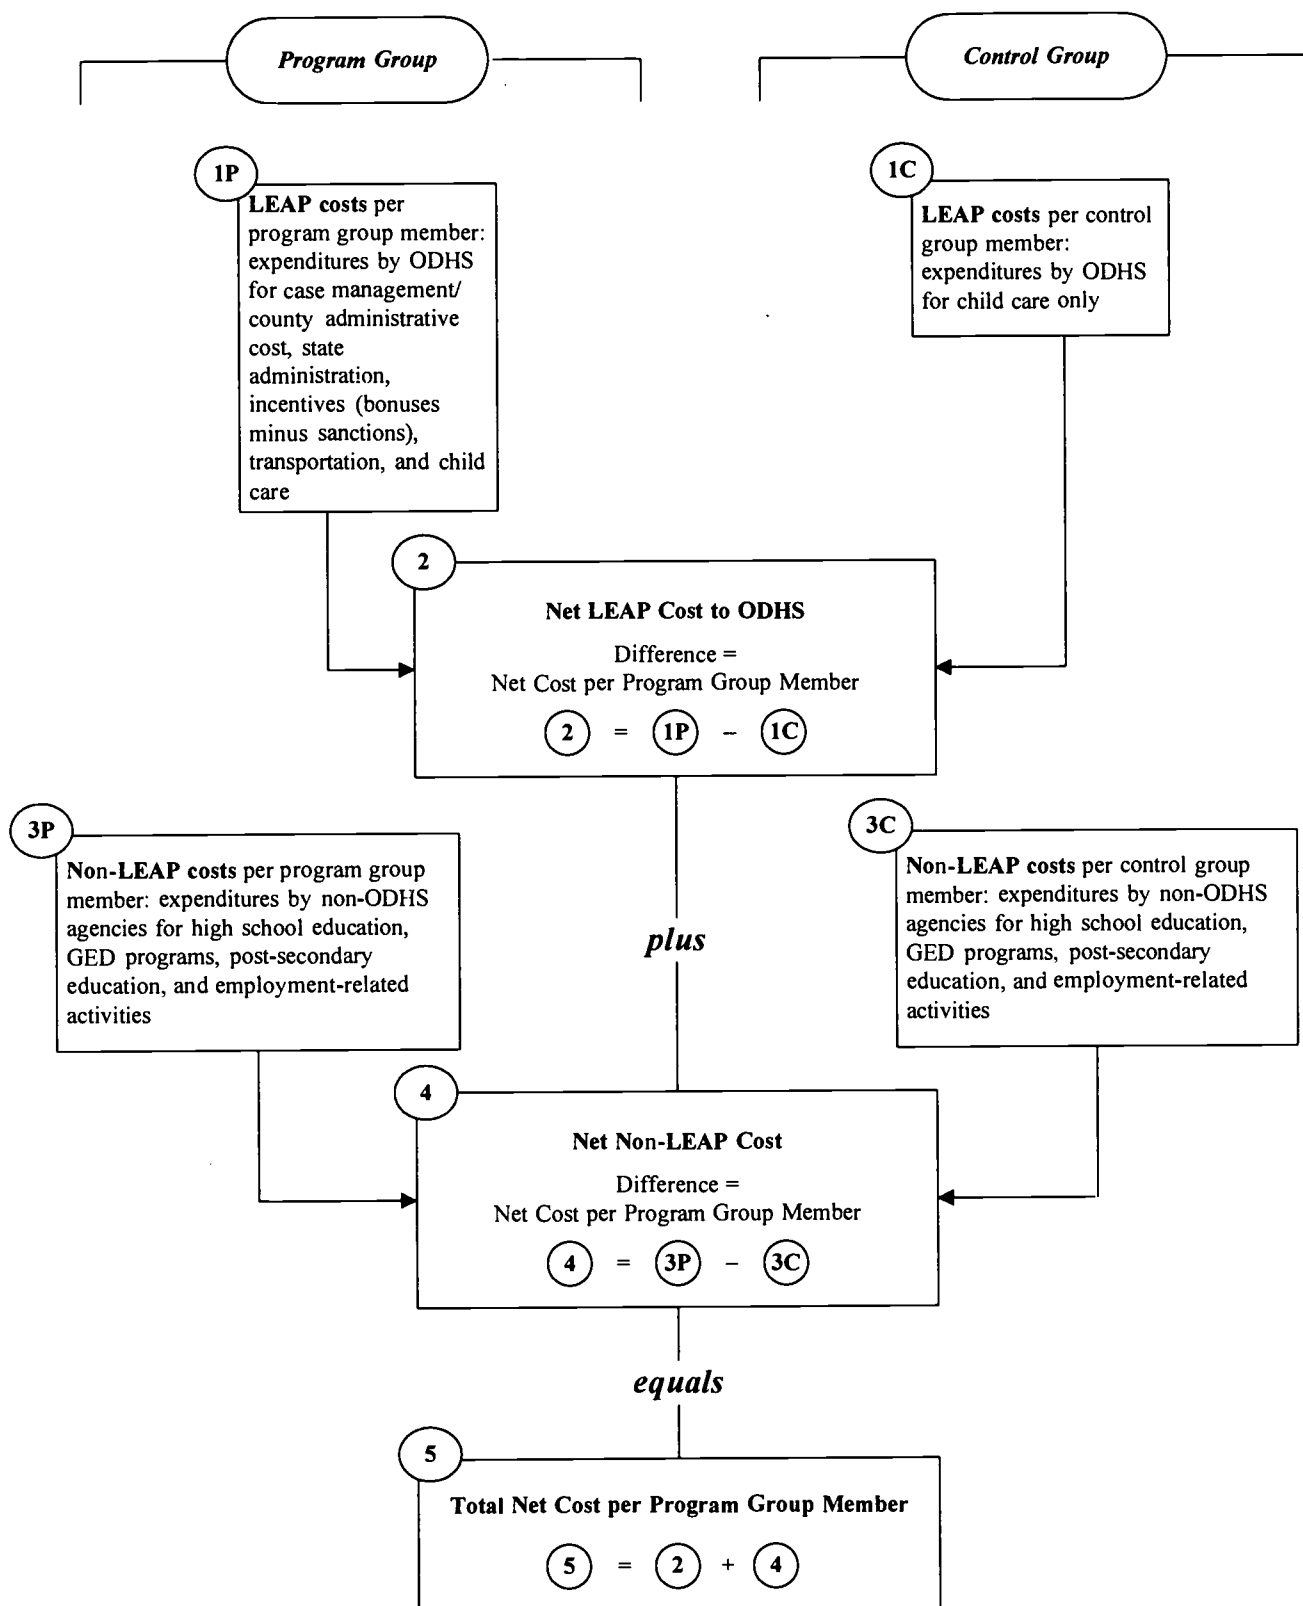 Program Group
Control Group
1P
LEAP costs per
program group member:
expenditures by ODHS
for case management/
county administrative
cost, state
administration,
incentives (bonuses
minus sanctions),
transportation, and child
care
1C
LEAP costs per control
group member:
expenditures by ODHS
for child care only
2
Net LEAP Cost to ODHS
Difference =
Net Cost per Program Group Member
2 = 1P – 1C
3P
Non-LEAP costs per program group
member: expenditures by non-ODHS
agencies for high school education,
GED programs, post-secondary
education, and employment-related
activities
plus
3C
Non-LEAP costs per control group
member: expenditures by non-ODHS
agencies for high school education,
GED programs, post-secondary
education, and employment-related
activities
4
Net Non-LEAP Cost
Difference =
Net Cost per Program Group Member
4 = 3P – 3C
equals
5
Total Net Cost per Program Group Member
5 = 2 + 4